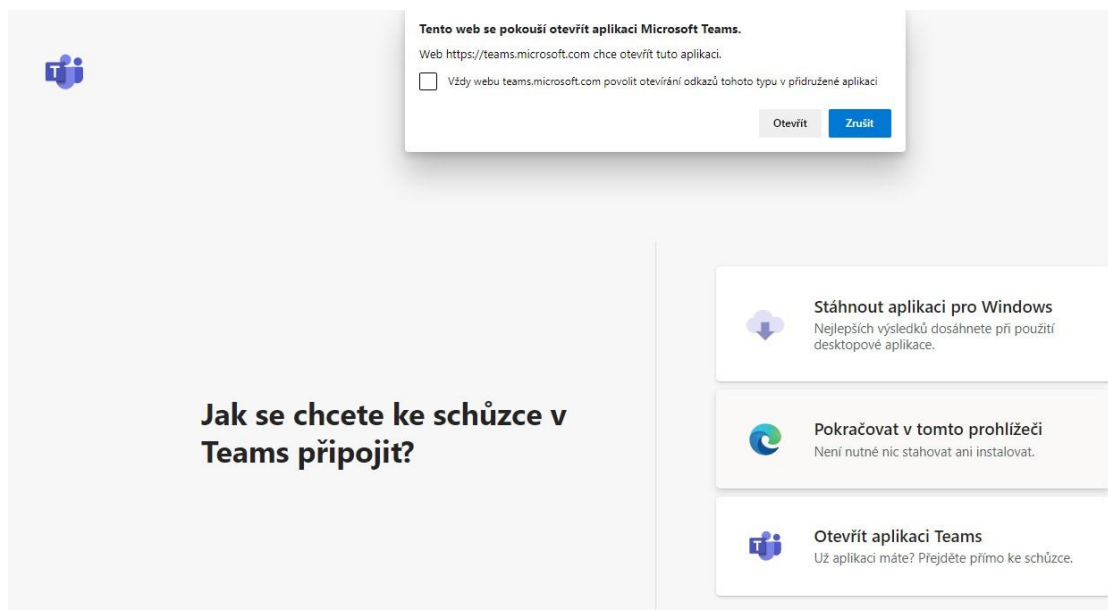 Tento web se pokouší otevřít aplikaci Microsoft Teams.
Web https://teams.microsoft.com chce otevřít tuto aplikaci.
Vždy webu teams.microsoft.com povolit otevírání odkazů tohoto typu v přidružené aplikaci
Otevřít Zrušit
Jak se chcete ke schůzce v
Teams připojit?
Stáhnout aplikaci pro Windows
Nejlepších výsledků dosáhnete při použití
desktopové aplikace.
Pokračovat v tomto prohlížeči
Není nutné nic stahovat ani instalovat.
Otevřít aplikaci Teams
Už aplikaci máte? Přejděte přímo ke schůzce.